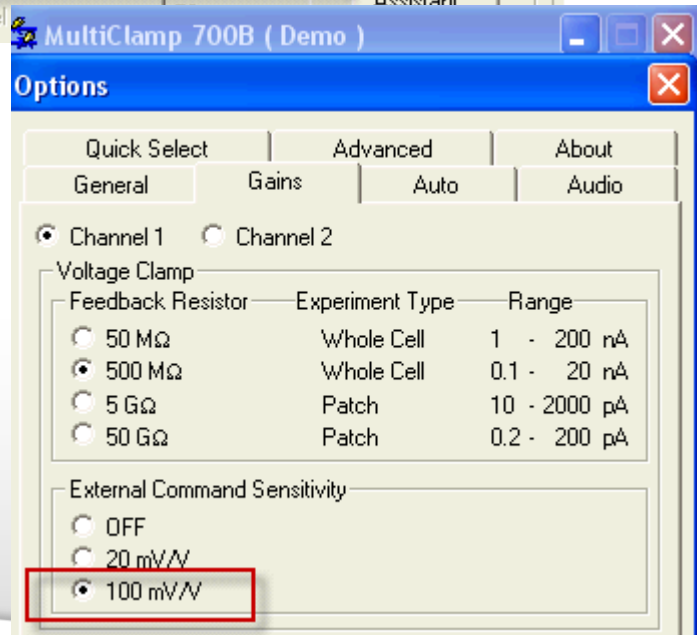 Assistant
MultiClamp 700B ( Demo )
Options
Quick Select Advanced About
General Gains Auto Audio
Channel 1 Channel 2
Voltage Clamp
Feedback Resistor Experiment Type Range
50 MΩ Whole Cell 1 - 200 nA
500 MΩ Whole Cell 0.1 - 20 nA
5 GΩ Patch 10 - 2000 pA
50 GΩ Patch 0.2 - 200 pA
External Command Sensitivity
OFF
20 mV/V
100 mV/V